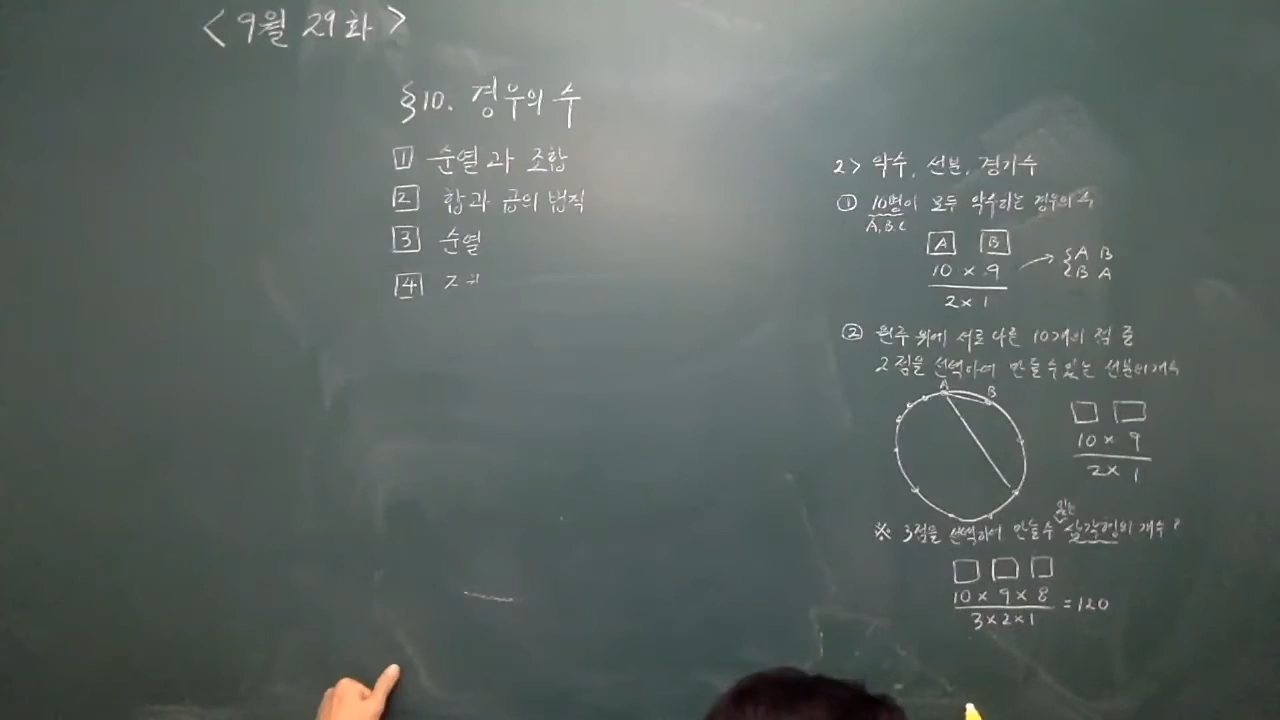 < 9월 29화 >
§10. 경우의 수
1 순열과 조합
2 합과 곱의 법칙
3 순열
4
2> 악수, 선분, 경기수
① 10명이 모두 악수하는 경우의 수
A, B, C
A B
10 × 9
2 × 1
A B
B A
② 원주 위에 서로 다른 10개의 점 중
2점을 선택하여 만들 수 있는 선분의 개수
A B
10 × 9
2 × 1
있는
※ 3점을 선택하여 만들 수 삼각형의 개수 ?
10 × 9 × 8
3 × 2 × 1
= 120